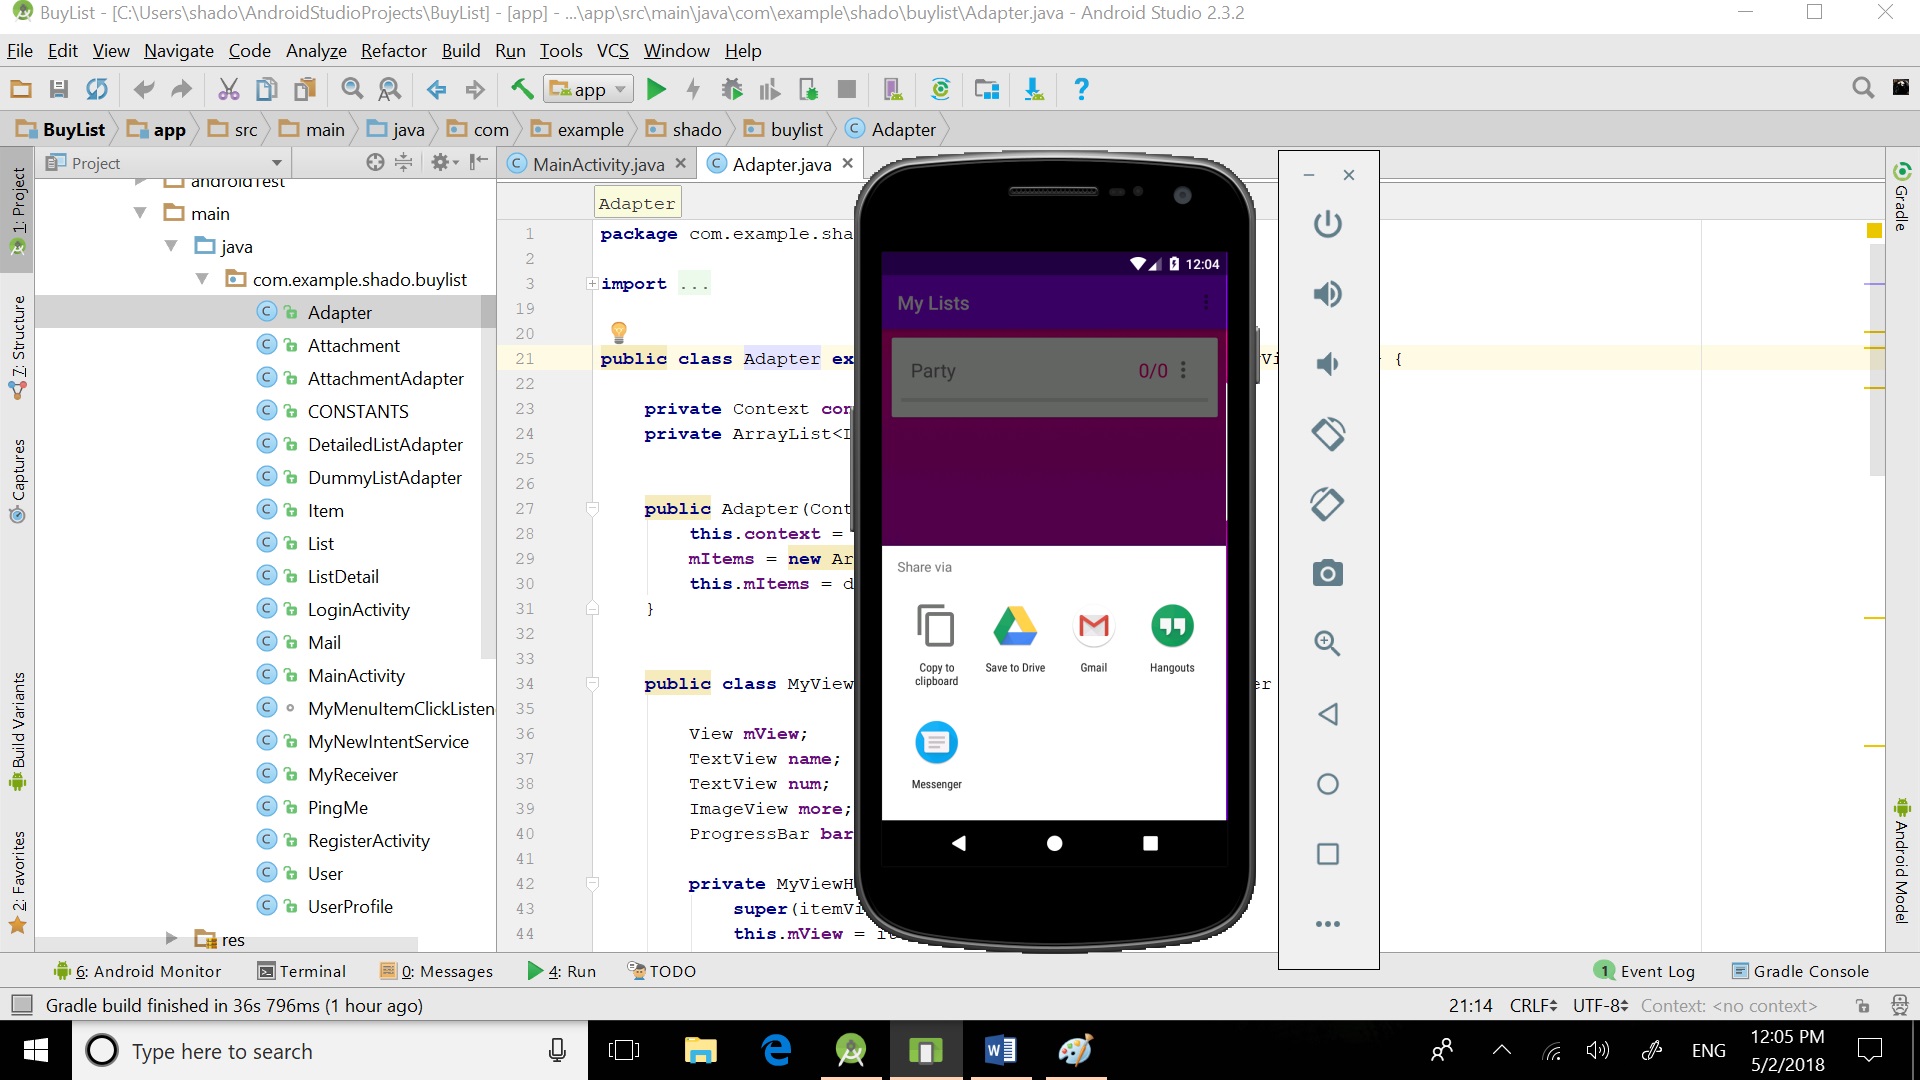 BuyList - [C:\Users\shado\AndroidStudioProjects\BuyList] - [app] - ...\app\src\main\java\com\example\shado\buylist\Adapter.java - Android Studio 2.3.2
File Edit View Navigate Code Analyze Refactor Build Run Tools VCS Window Help
app
BuyList app src main java com example shado buylist Adapter
Project
MainActivity.java
Adapter.java
1: Project
7: Structure
Captures
Build Variants
2: Favorites
androidTest
main
java
com.example.shado.buylist
Adapter
Attachment
AttachmentAdapter
CONSTANTS
DetailedListAdapter
DummyListAdapter
Item
List
ListDetail
LoginActivity
Mail
MainActivity
MyMenuItemClickListen
MyNewIntentService
MyReceiver
PingMe
RegisterActivity
User
UserProfile
res
Adapter
1 package com.example.sha
2
3 import ...
19
20
21 public class Adapter ex {
22
23 private Context con
24 private ArrayList<I
25
26
27 public Adapter(Cont
28 this.context =
29 mItems = new Ar
30 this.mItems = d
31 }
32
33
34 public class MyView er
35
36 View mView;
37 TextView name;
38 TextView num;
39 ImageView more;
40 ProgressBar bar
41
42 private MyViewH
43 super(itemVi
44 this.mView = i
12:04
My Lists
Party 0/0
Share via
Copy to clipboard
Save to Drive
Gmail
Hangouts
Messenger
Gradle
Android Model
6: Android Monitor Terminal 0: Messages 4: Run TODO
1 Event Log Gradle Console
Gradle build finished in 36s 796ms (1 hour ago)
21:14 CRLF UTF-8 Context: <no context>
Type here to search
ENG
12:05 PM
5/2/2018